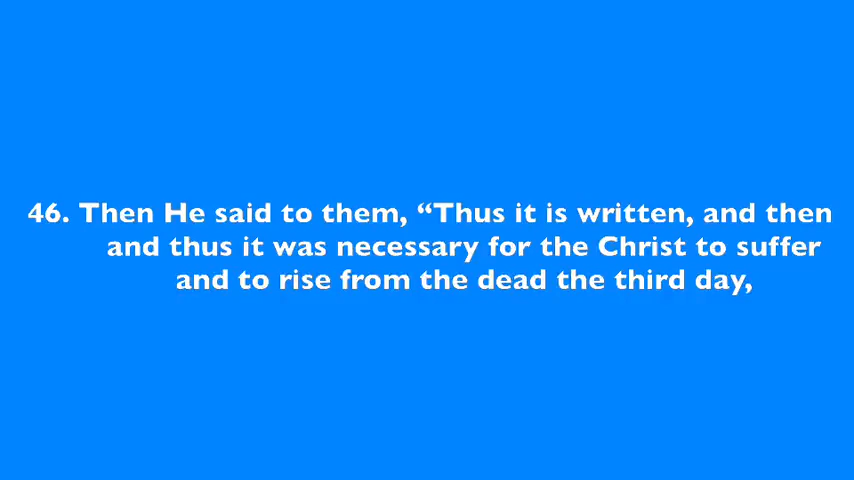 46. Then He said to them, “Thus it is written, and then
and thus it was necessary for the Christ to suffer
and to rise from the dead the third day,